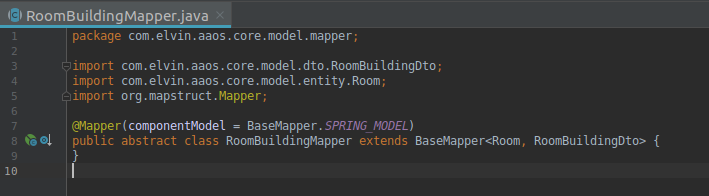 RoomBuildingMapper.java
1 package com.elvin.aaos.core.model.mapper;
2
3 import com.elvin.aaos.core.model.dto.RoomBuildingDto;
4 import com.elvin.aaos.core.model.entity.Room;
5 import org.mapstruct.Mapper;
6
7 @Mapper(componentModel = BaseMapper.SPRING_MODEL)
8 public abstract class RoomBuildingMapper extends BaseMapper<Room, RoomBuildingDto> {
9 }
10